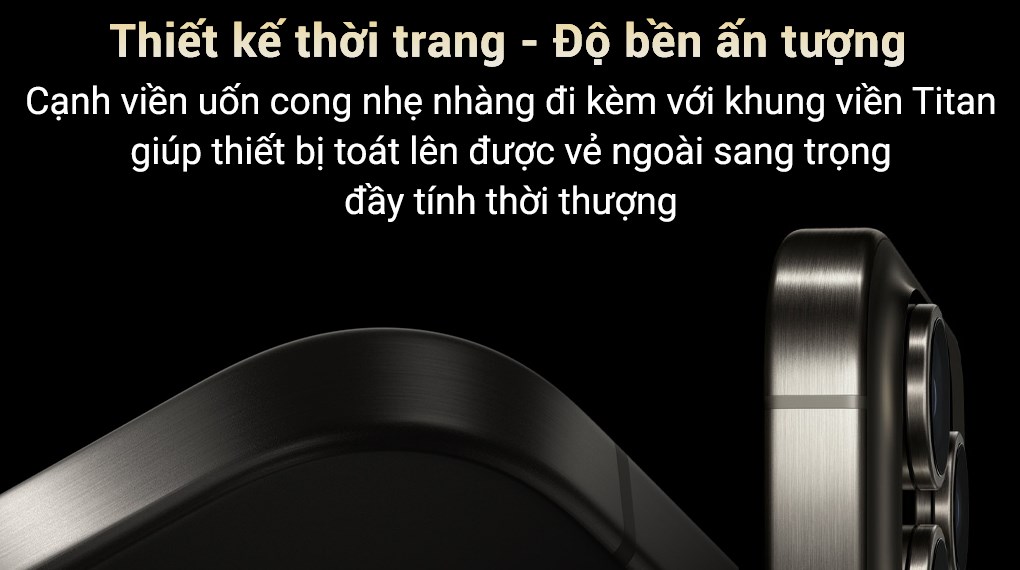 Thiết kế thời trang - Độ bền ấn tượng
Cạnh viền uốn cong nhẹ nhàng đi kèm với khung viền Titan
giúp thiết bị toát lên được vẻ ngoài sang trọng
đầy tính thời thượng